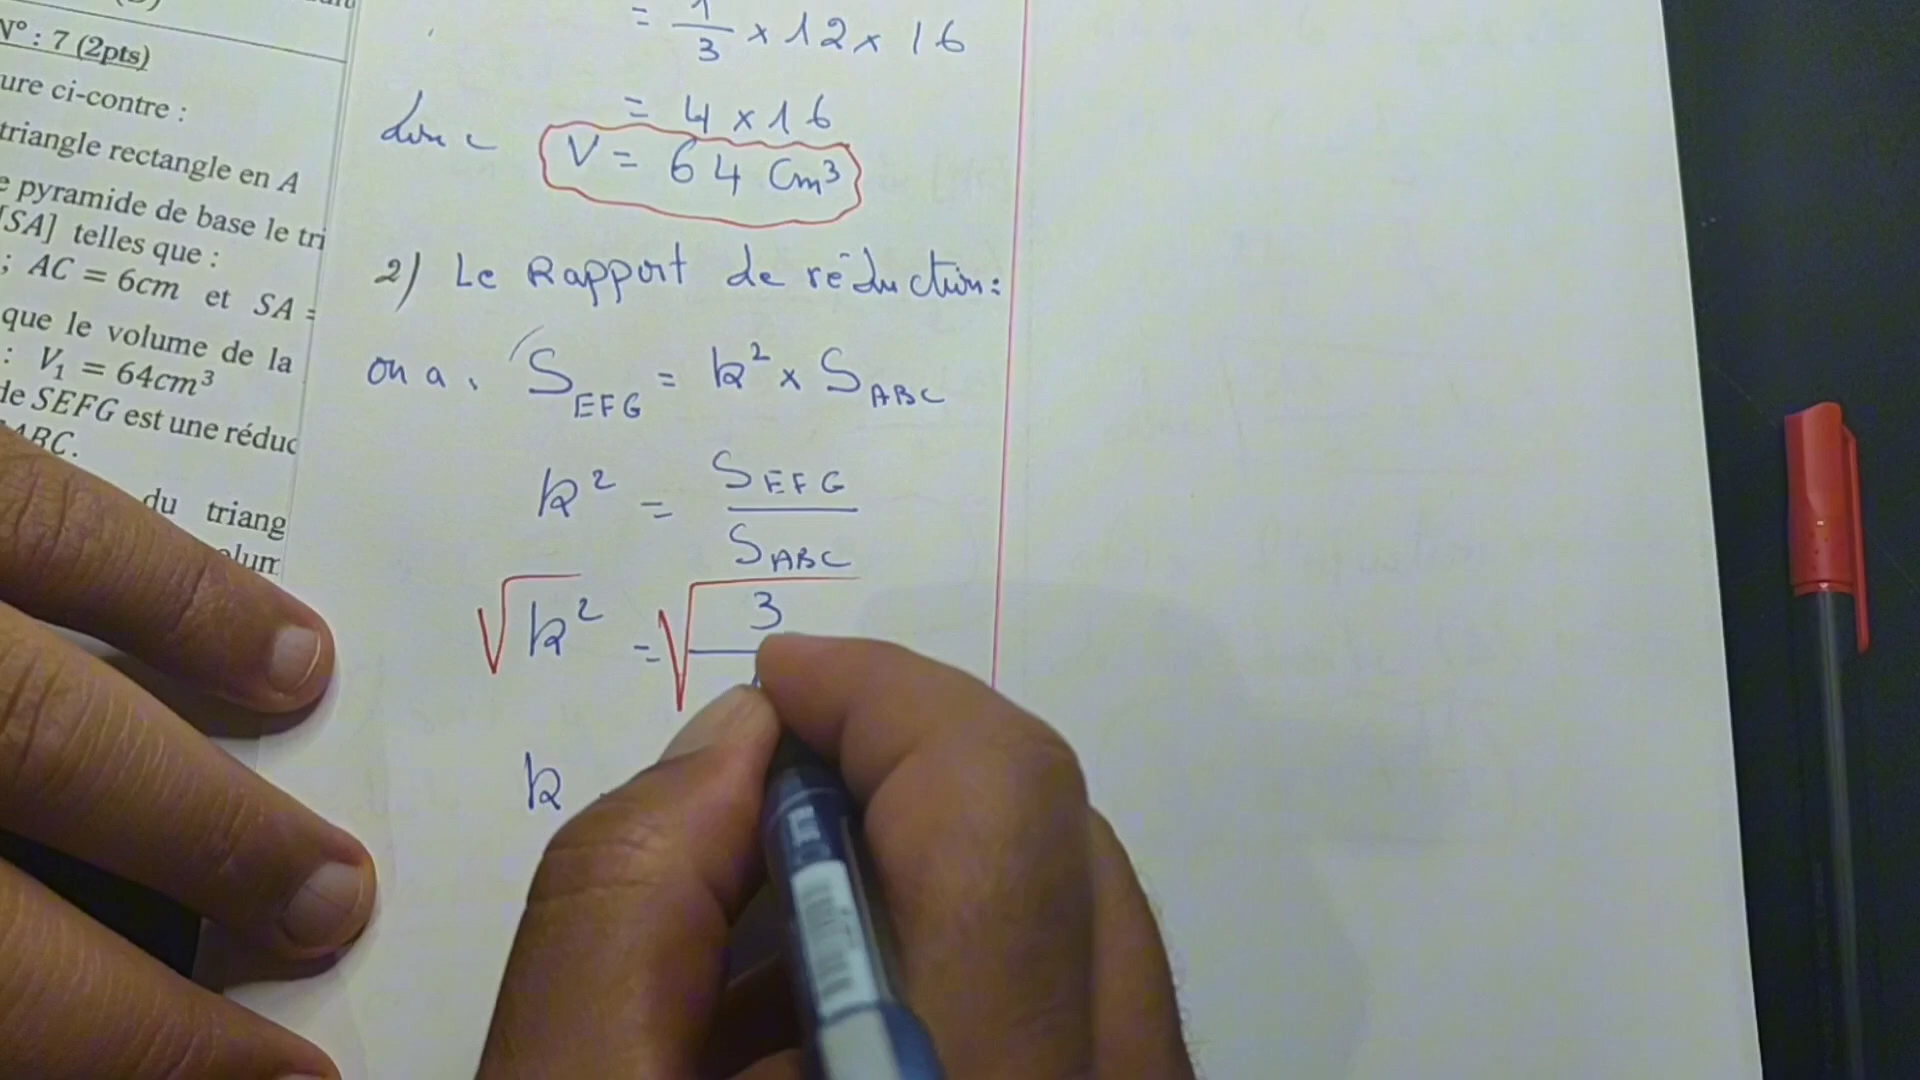 N° : 7 (2pts)
ure ci-contre :
triangle rectangle en A
e pyramide de base le tri
[SA] telles que :
; AC = 6cm et SA =
que le volume de la
: V₁ = 64cm³
de SEFG est une réduc
ABC.
du triang
olum
= 1/3 × 12 × 16
= 4 × 16
donc V = 64 Cm³
2) Le Rapport de réduction:
on a : S_EFG = k² × S_ABC
k² = S_EFG / S_ABC
√k² = √3
k